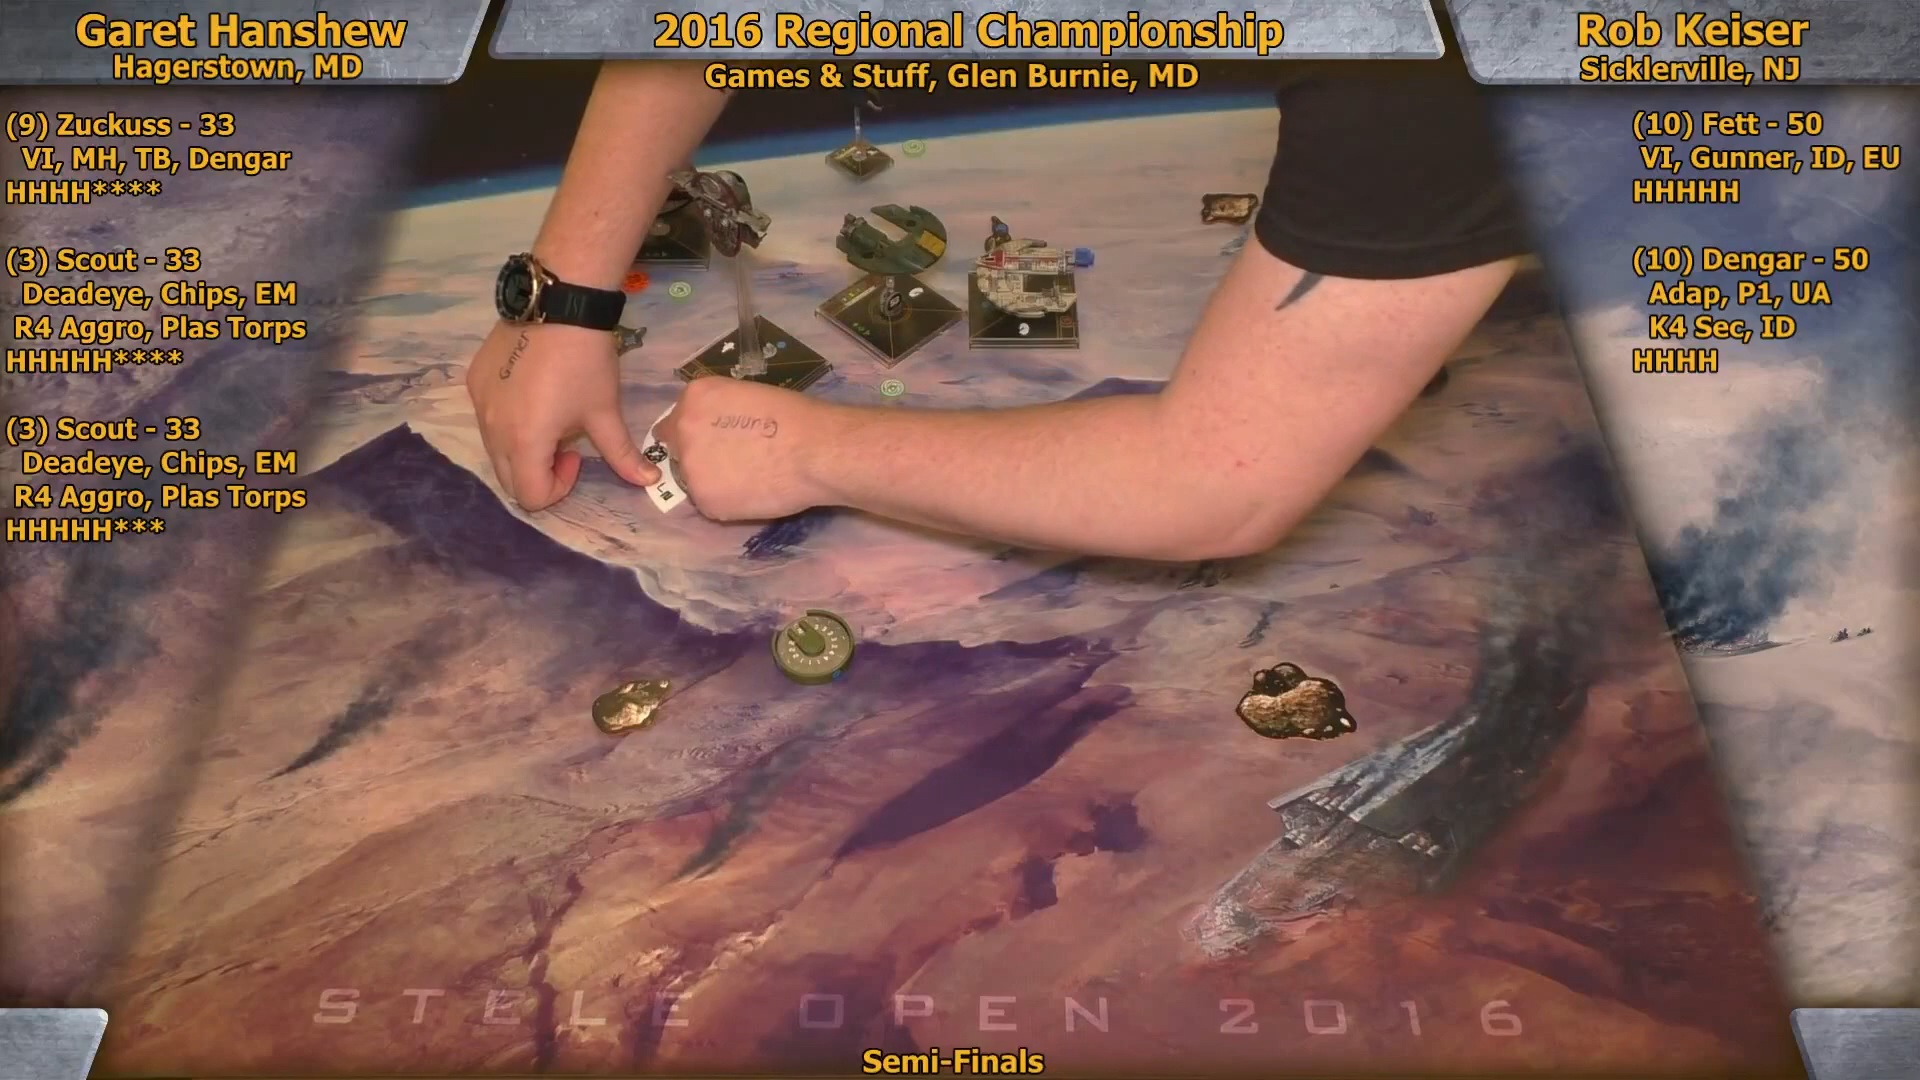 Garet Hanshew
Hagerstown, MD
2016 Regional Championship
Games & Stuff, Glen Burnie, MD
Rob Keiser
Sicklerville, NJ
(9) Zuckuss - 33
VI, MH, TB, Dengar
HHHH****
(3) Scout - 33
Deadeye, Chips, EM
R4 Aggro, Plas Torps
HHHHH****
(3) Scout - 33
Deadeye, Chips, EM
R4 Aggro, Plas Torps
HHHHH***
(10) Fett - 50
VI, Gunner, ID, EU
HHHHH
(10) Dengar - 50
Adap, P1, UA
K4 Sec, ID
HHHH
Gunner
Gunner
STELE OPEN 2016
Semi-Finals